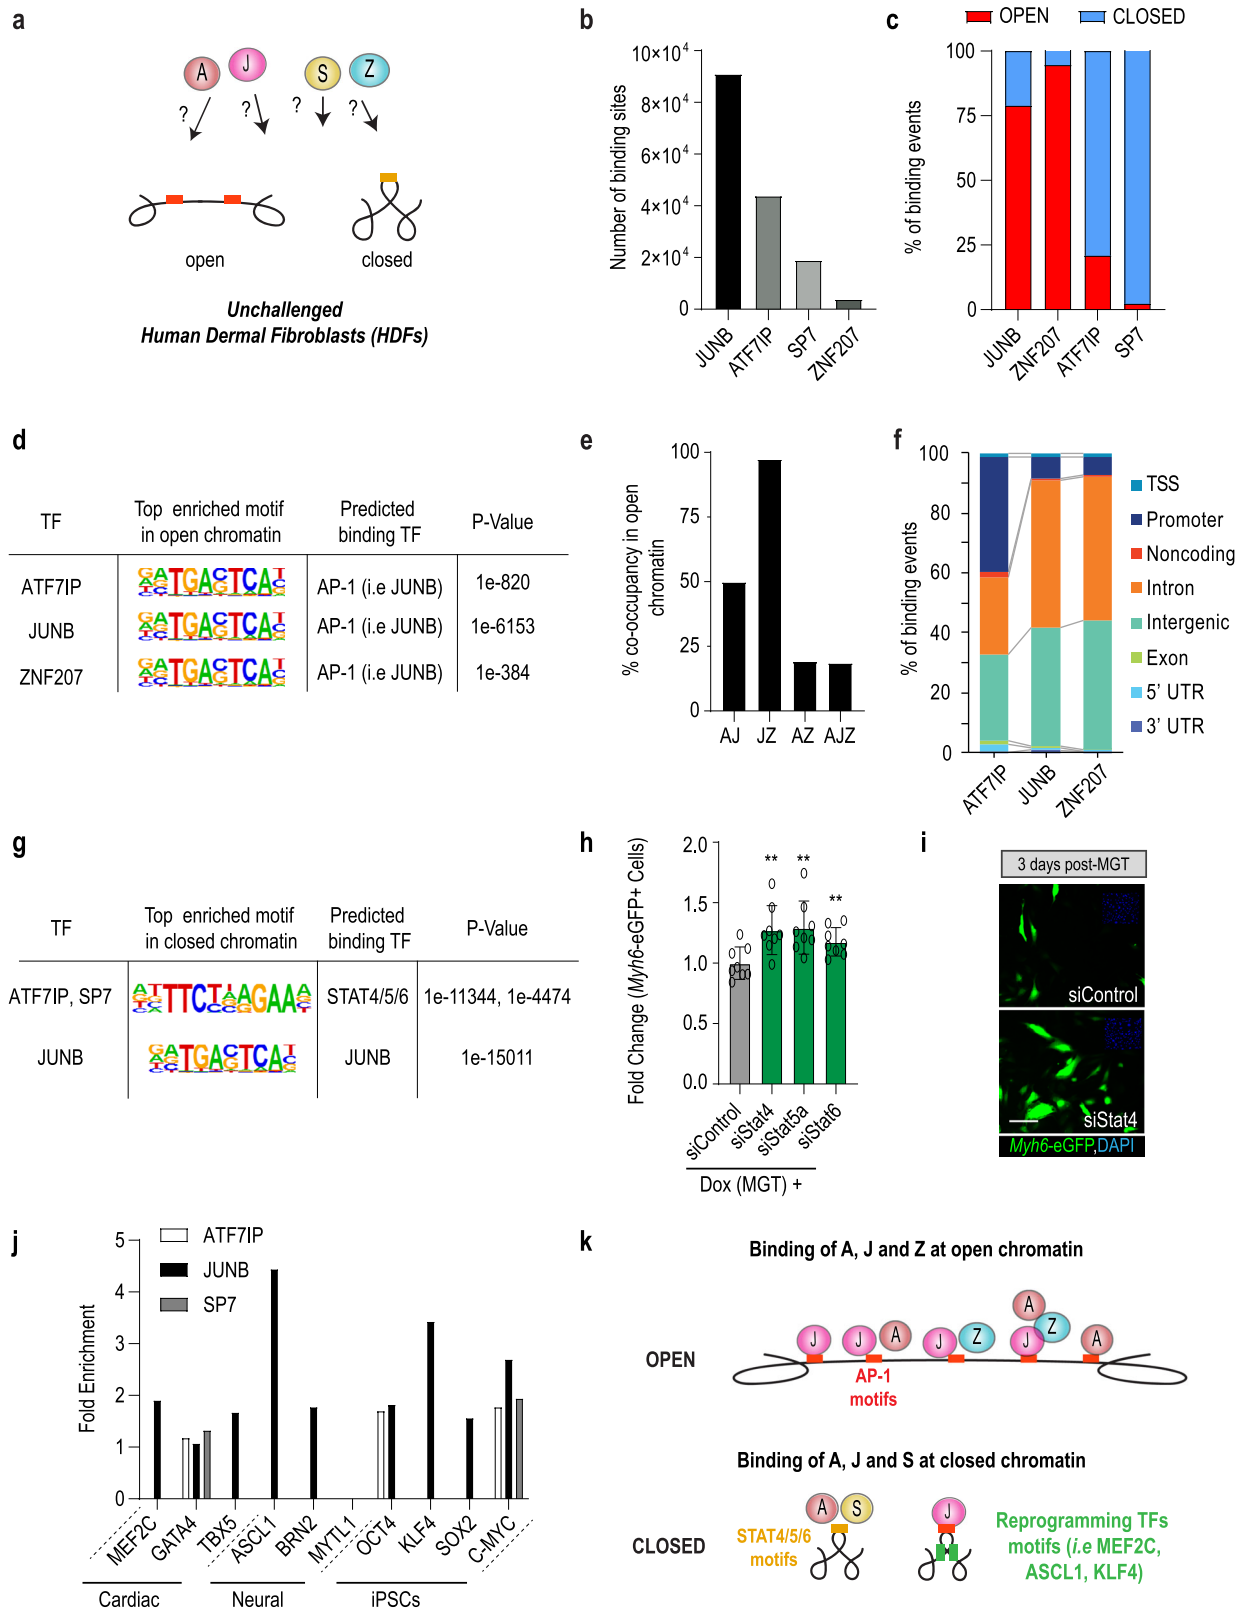 a
A
J
S
Z
?
?
?
?
open
closed
Unchallenged
Human Dermal Fibroblasts (HDFs)
b
Number of binding sites
10×10⁴
8×10⁴
6×10⁴
4×10⁴
2×10⁴
0
JUNB
ATF7IP
SP7
ZNF207
c
OPEN
CLOSED
% of binding events
100
75
50
25
0
JUNB
ZNF207
ATF7IP
SP7
d
TF
Top enriched motif
in open chromatin
Predicted
binding TF
P-Value
ATF7IP
TGACTCA
AP-1 (i.e JUNB)
1e-820
JUNB
TGACTCA
AP-1 (i.e JUNB)
1e-6153
ZNF207
TGACTCA
AP-1 (i.e JUNB)
1e-384
e
% co-occupancy in open
chromatin
100
75
50
25
0
AJ
JZ
AZ
AJZ
f
% of binding events
100
80
60
40
20
0
ATF7IP
JUNB
ZNF207
TSS
Promoter
Noncoding
Intron
Intergenic
Exon
5' UTR
3' UTR
g
TF
Top enriched motif
in closed chromatin
Predicted
binding TF
P-Value
ATF7IP, SP7
STAT4/5/6
1e-11344, 1e-4474
JUNB
TGACTCA
JUNB
1e-15011
h
Fold Change (Myh6-eGFP+ Cells)
2.0
1.5
1.0
0.5
0.0
**
**
**
siControl
siStat4
siStat5a
siStat6
Dox (MGT) +
i
3 days post-MGT
siControl
siStat4
Myh6-eGFP,DAPI
j
ATF7IP
JUNB
SP7
Fold Enrichment
5
4
3
2
1
0
MEF2C
GATA4
TBX5
ASCL1
BRN2
MYTL1
OCT4
KLF4
SOX2
C-MYC
Cardiac
Neural
iPSCs
k
Binding of A, J and Z at open chromatin
OPEN
J
J
A
J
Z
A
J
Z
A
AP-1
motifs
Binding of A, J and S at closed chromatin
CLOSED
STAT4/5/6
motifs
A
S
J
Reprogramming TFs
motifs (i.e MEF2C,
ASCL1, KLF4)